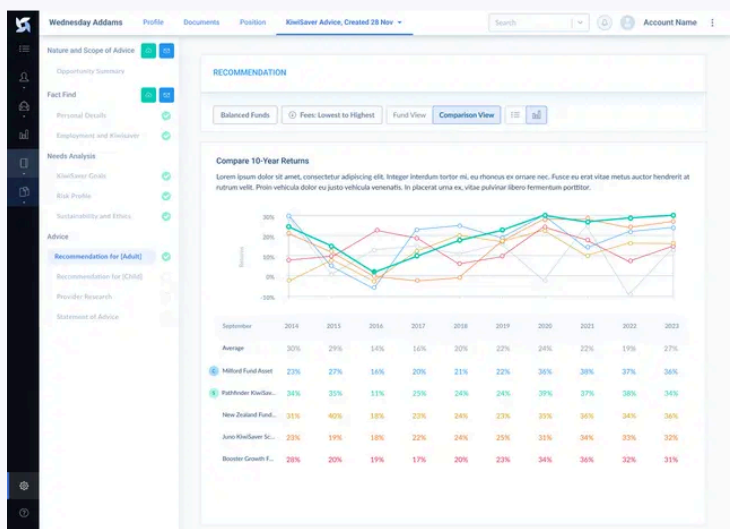 Wednesday Addams Profile Documents Position KiwiSaver Advice, Created 28 Nov Search Account Name
Nature and Scope of Advice
Opportunity Summary
Fact Find
Personal Details
Employment and Kiwisaver
Needs Analysis
KiwiSaver Goals
Risk Profile
Sustainability and Ethics
Advice
Recommendation for [Adult]
Recommendation for [Child]
Provider Research
Statement of Advice
RECOMMENDATION
Balanced Funds Fees: Lowest to Highest Fund View Comparison View
Compare 10-Year Returns
Lorem ipsum dolor sit amet, consectetur adipiscing elit. Integer interdum tortor mi, eu rhoncus ex ornare nec. Fusce eu erat vitae metus auctor hendrerit at
rutrum velit. Proin vehicula dolor eu justo vehicula venenatis. In placerat urna ex, vitae pulvinar libero fermentum porttitor.
Returns
30%
20%
10%
0%
-10%
September 2014 2015 2016 2017 2018 2019 2020 2021 2022 2023
Average 30% 29% 14% 16% 20% 22% 24% 22% 19% 27%
Milford Fund Asset 23% 27% 16% 20% 21% 22% 36% 38% 37% 36%
Pathfinder KiwiSav... 34% 35% 11% 25% 24% 24% 39% 37% 38% 34%
New Zealand Fund... 31% 40% 18% 23% 24% 23% 36% 34% 36%
Juno KiwiSaver Sc... 23% 19% 18% 22% 24% 25% 31% 34% 33% 32%
Booster Growth F... 28% 20% 19% 17% 20% 23% 34% 36% 32% 31%